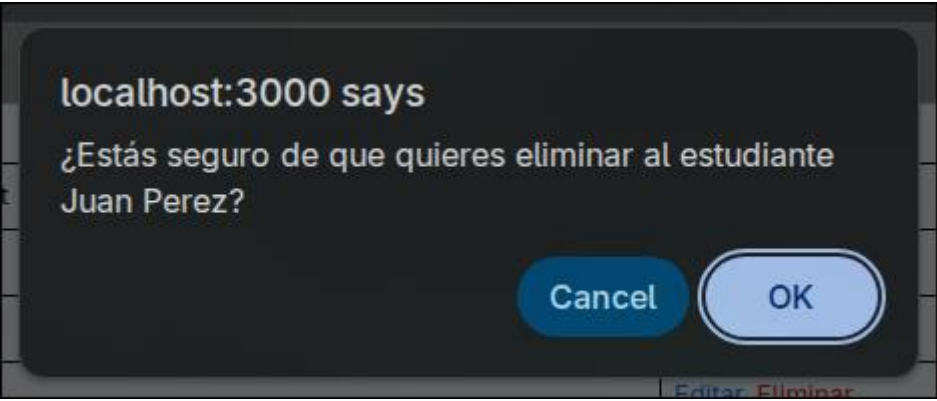 localhost:3000 says
¿Estás seguro de que quieres eliminar al estudiante
Juan Perez?
Cancel OK
Editar Eliminar